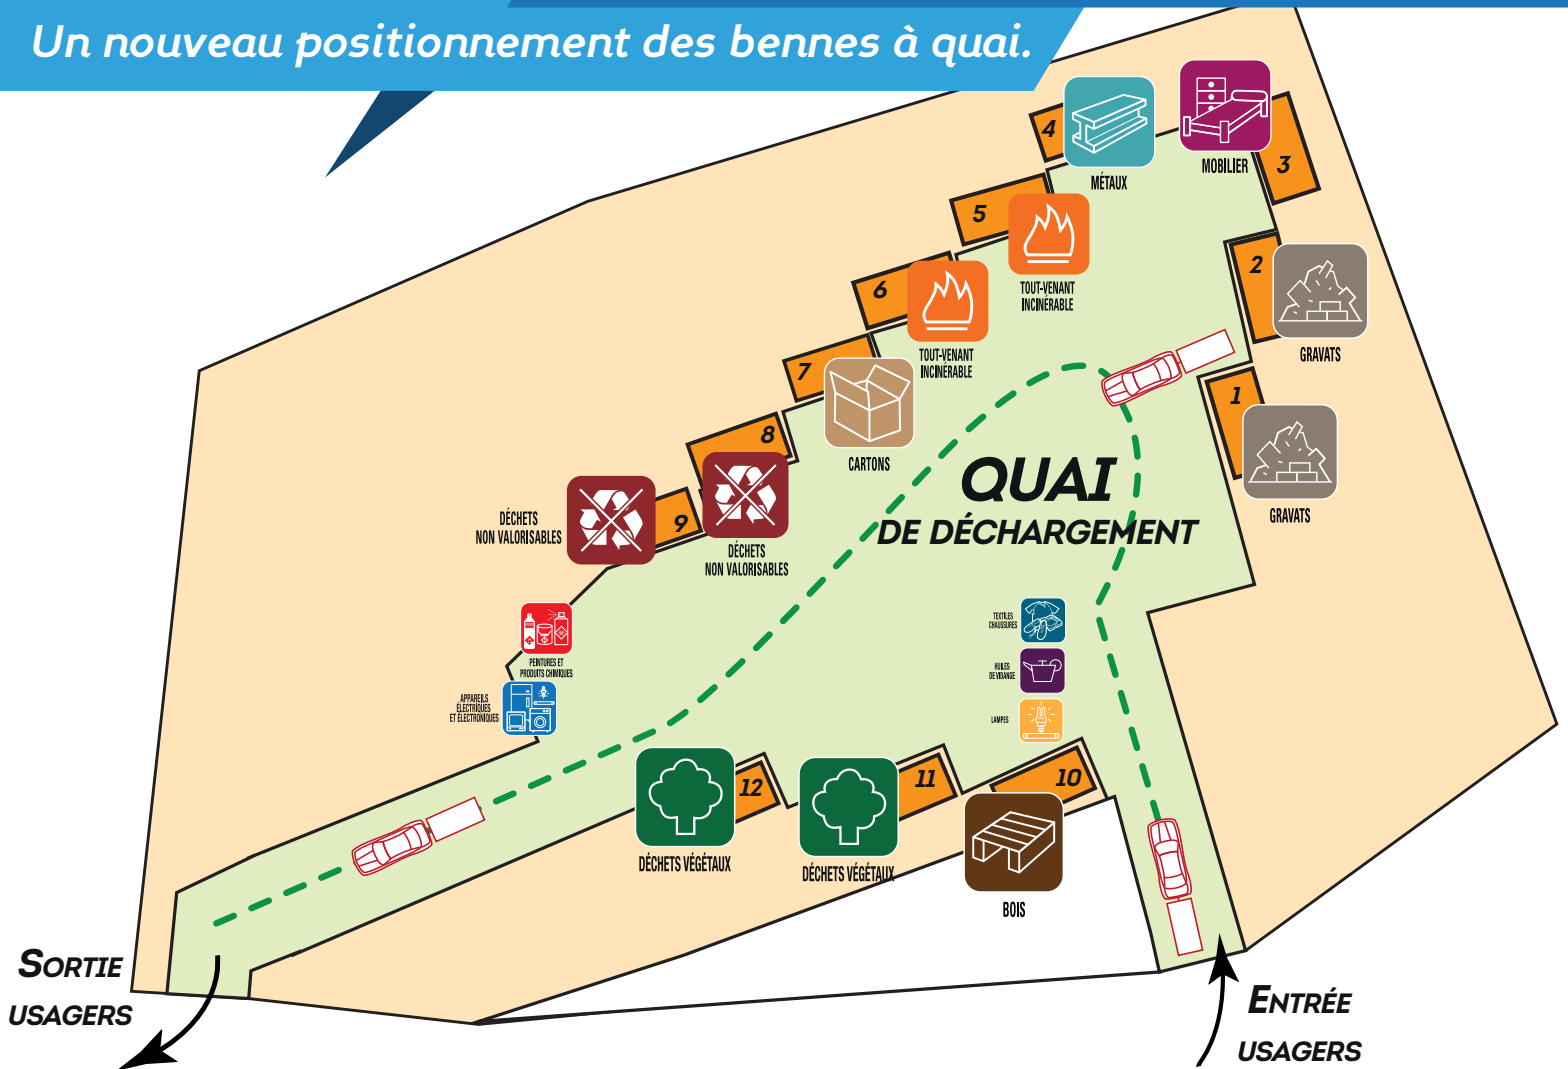 Un nouveau positionnement des bennes à quai.
4
MÉTAUX
MOBILIER
3
5
TOUT-VENANT
INCINÉRABLE
2
GRAVATS
6
TOUT-VENANT
INCINÉRABLE
7
CARTONS
1
GRAVATS
8
DÉCHETS
NON VALORISABLES
9
DÉCHETS
NON VALORISABLES
QUAI
DE DÉCHARGEMENT
PEINTURES ET
PRODUITS CHIMIQUES
APPAREILS
ÉLECTRIQUES
ET ÉLECTRONIQUES
TEXTILES
CHAUSSURES
HUILES
DE VIDANGE
LAMPES
12
DÉCHETS VÉGÉTAUX
11
DÉCHETS VÉGÉTAUX
10
BOIS
SORTIE
USAGERS
ENTRÉE
USAGERS